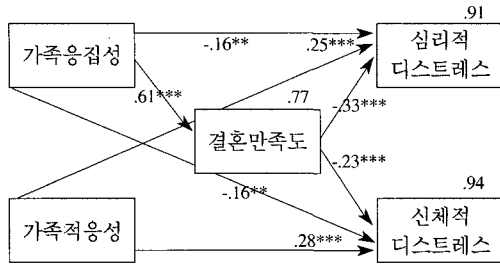 .91
가족응집성
-.16**
.25***
심리적
디스트레스
.61***
.77
결혼만족도
-.33***
-.23***
-.16**
.94
가족적응성
.28***
신체적
디스트레스